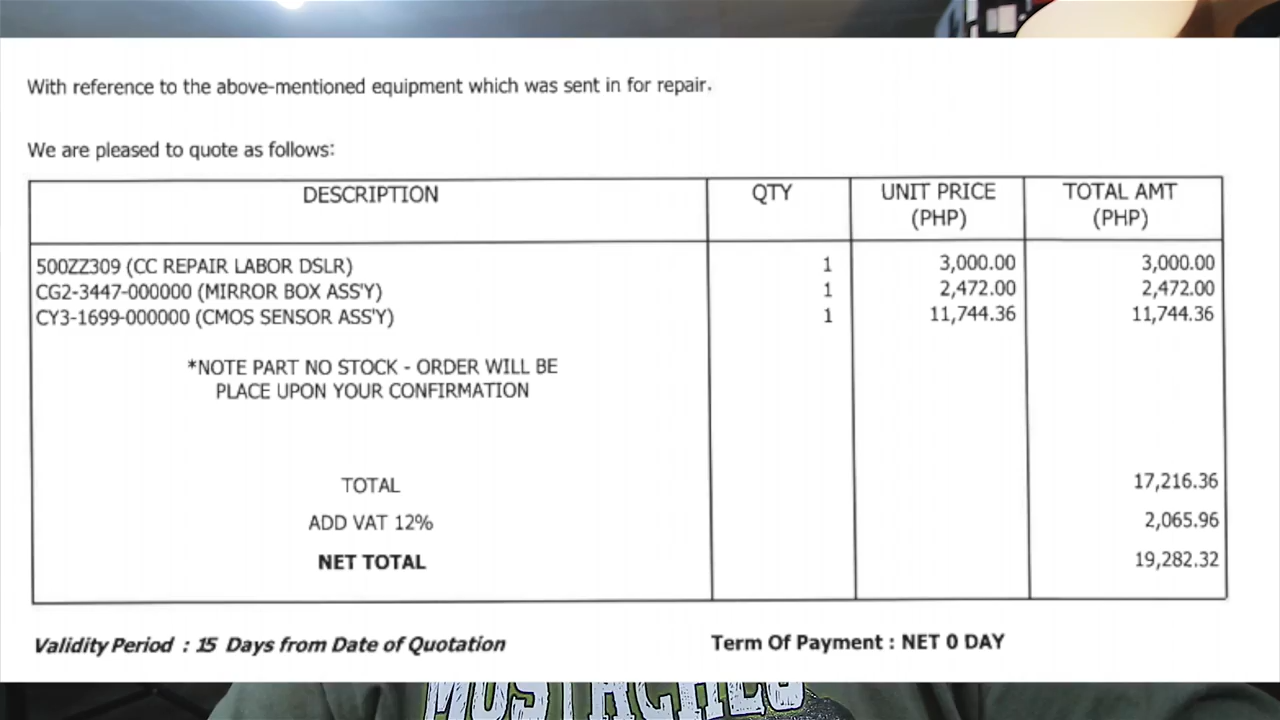 With reference to the above-mentioned equipment which was sent in for repair.
We are pleased to quote as follows:
DESCRIPTION QTY UNIT PRICE (PHP) TOTAL AMT (PHP)
500ZZ309 (CC REPAIR LABOR DSLR) 1 3,000.00 3,000.00
CG2-3447-000000 (MIRROR BOX ASS'Y) 1 2,472.00 2,472.00
CY3-1699-000000 (CMOS SENSOR ASS'Y) 1 11,744.36 11,744.36
*NOTE PART NO STOCK - ORDER WILL BE
PLACE UPON YOUR CONFIRMATION
TOTAL 17,216.36
ADD VAT 12% 2,065.96
NET TOTAL 19,282.32
Validity Period : 15 Days from Date of Quotation Term Of Payment : NET 0 DAY
MUSTACHES